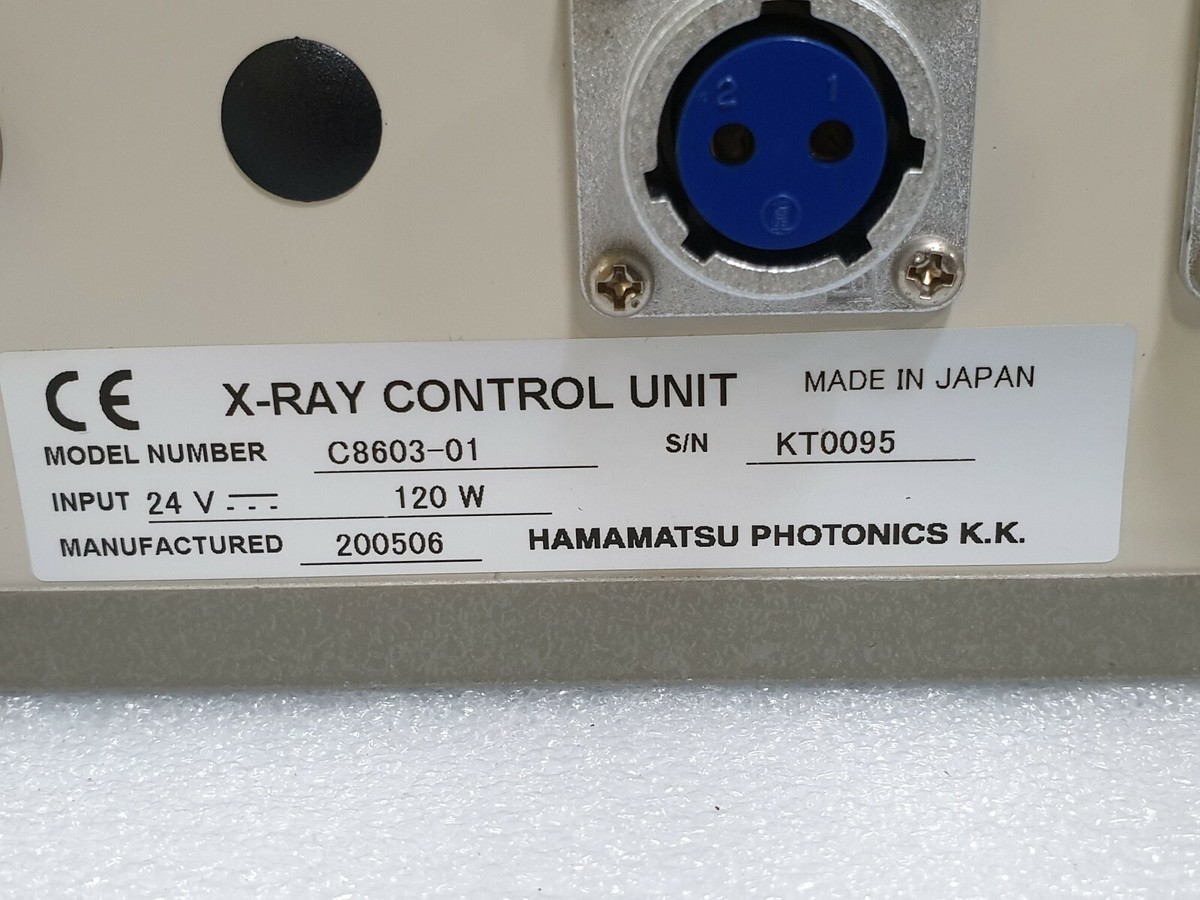 2 1
CE X-RAY CONTROL UNIT MADE IN JAPAN
MODEL NUMBER C8603-01 S/N KT0095
INPUT 24 V ⎓ 120 W
MANUFACTURED 200506 HAMAMATSU PHOTONICS K.K.